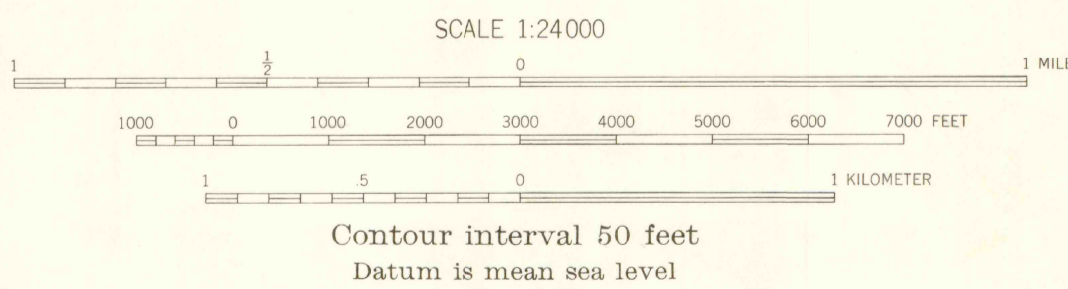 SCALE 1:24000
1 1/2 0 1 MILE
1000 0 1000 2000 3000 4000 5000 6000 7000 FEET
1 .5 0 1 KILOMETER
Contour interval 50 feet
Datum is mean sea level